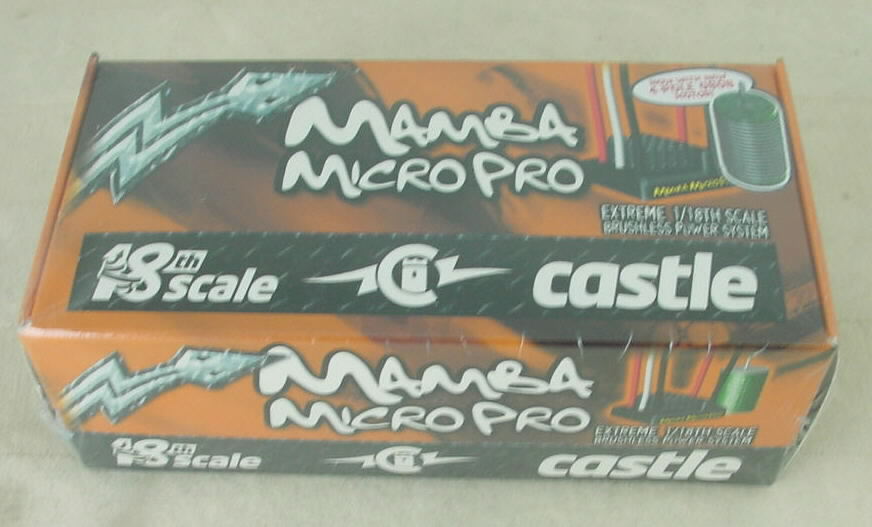 MAMBA
MICRO PRO
EXTREME 1/18TH SCALE
BRUSHLESS POWER SYSTEM
18th scale
castle
MAMBA
MICRO PRO
EXTREME 1/18TH SCALE
BRUSHLESS POWER SYSTEM
18th scale
castle